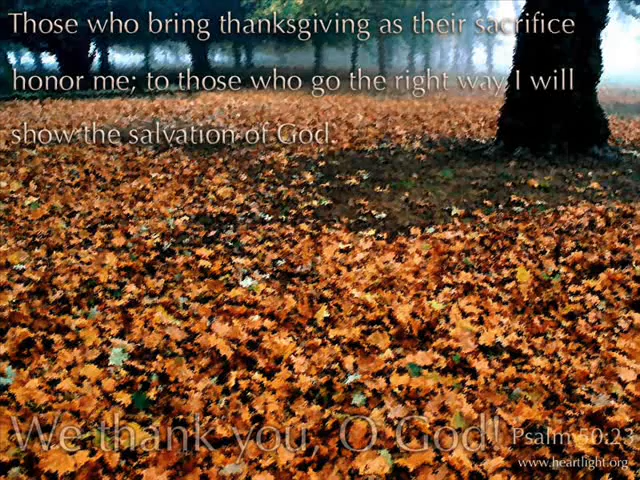 Those who bring thanksgiving as their sacrifice
honor me; to those who go the right way I will
show the salvation of God.
We thank you, O God! Psalm 50:23
www.heartlight.org